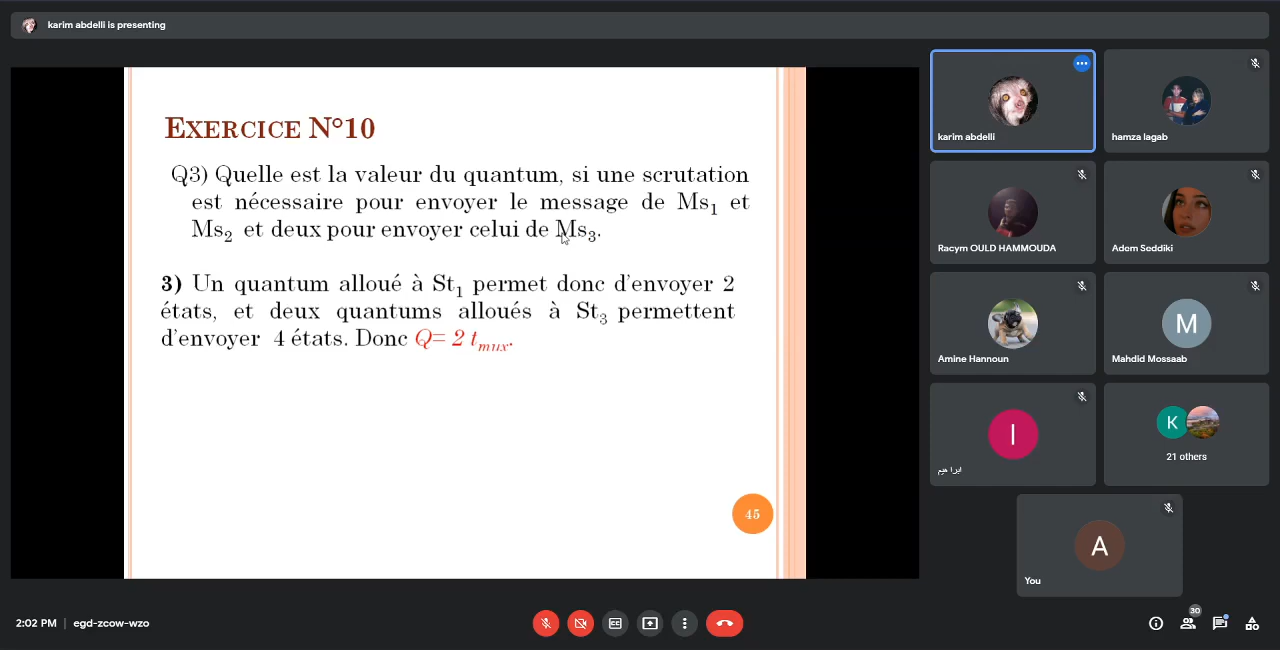 karim abdelli is presenting
EXERCICE N°10
Q3) Quelle est la valeur du quantum, si une scrutation
est nécessaire pour envoyer le message de Ms1 et
Ms2 et deux pour envoyer celui de Ms3.
3) Un quantum alloué à St1 permet donc d'envoyer 2
états, et deux quantums alloués à St3 permettent
d'envoyer 4 états. Donc Q= 2 tmux.
45
karim abdelli
hamza lagab
Racym OULD HAMMOUDA
Adem Seddiki
Amine Hannoun
M
Mahdid Mossaab
I
ابراهيم
K
21 others
A
You
2:02 PM | egd-zcow-wzo
30